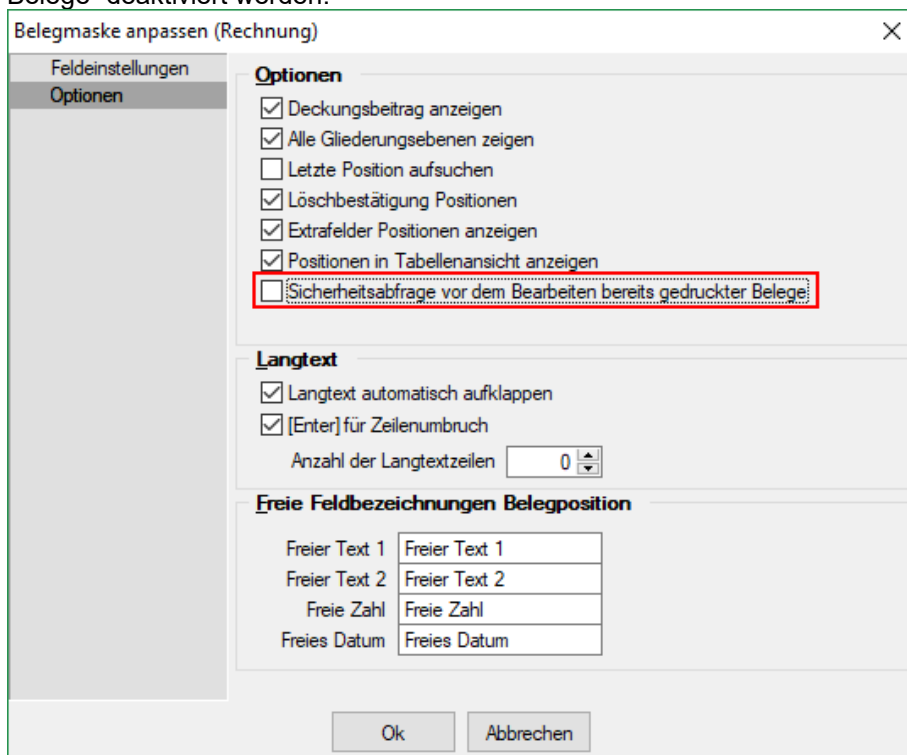 Belege" deaktiviert werden.
Belegmaske anpassen (Rechnung)
Feldeinstellungen
Optionen
Optionen
Deckungsbeitrag anzeigen
Alle Gliederungsebenen zeigen
Letzte Position aufsuchen
Löschbestätigung Positionen
Extrafelder Positionen anzeigen
Positionen in Tabellenansicht anzeigen
Sicherheitsabfrage vor dem Bearbeiten bereits gedruckter Belege
Langtext
Langtext automatisch aufklappen
[Enter] für Zeilenumbruch
Anzahl der Langtextzeilen 0
Freie Feldbezeichnungen Belegposition
Freier Text 1 Freier Text 1
Freier Text 2 Freier Text 2
Freie Zahl Freie Zahl
Freies Datum Freies Datum
Ok Abbrechen